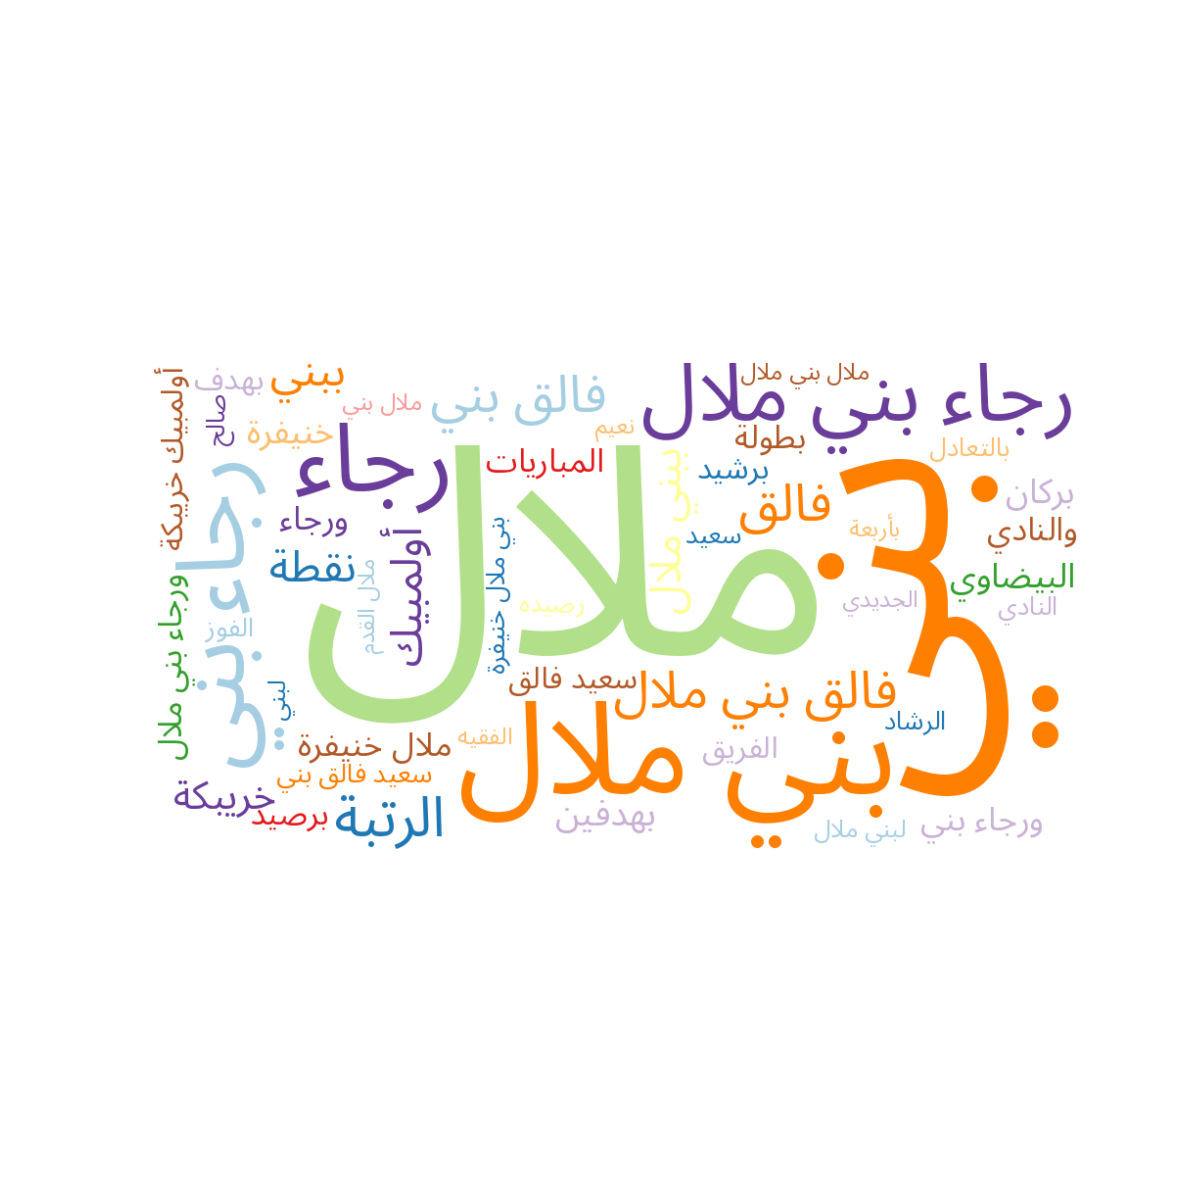 ملال
بني
بني ملال
رجاء بني ملال
رجاء
رجاء بني
فالق بني
فالق بني ملال
فالق
ببني
ببني ملال
ملال بني ملال
ملال بني
بهدف
صالح
خنيفرة
أولمبيك خريبكة
نعيم
بطولة
بالتعادل
المباريات
برشيد
بركان
والنادي
بأربعة
سعيد
البيضاوي
النادي
الجديدي
ورجاء
نقطة
أولمبيك
ملال القدم
بني ملال خنيفرة
رصيده
الفوز
ورجاء بني ملال
لبني
سعيد فالق
الرشاد
ملال خنيفرة
الفقيه
الفريق
سعيد فالق بني
خريبكة
برصيد
الرتبة
بهدفين
لبني ملال
ورجاء بني